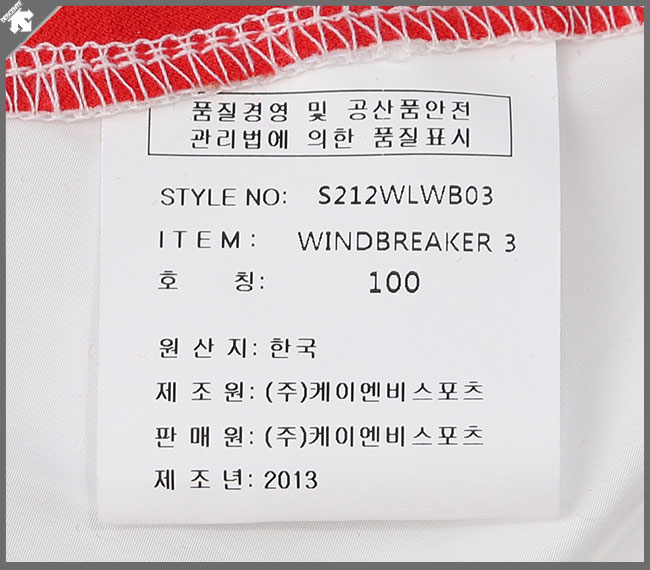 DESCENTE
품질경영 및 공산품안전
관리법에 의한 품질표시
STYLE NO: S212WLWB03
ITEM: WINDBREAKER 3
호 칭: 100
원 산 지: 한국
제 조 원: (주)케이엔비스포츠
판 매 원: (주)케이엔비스포츠
제 조 년: 2013